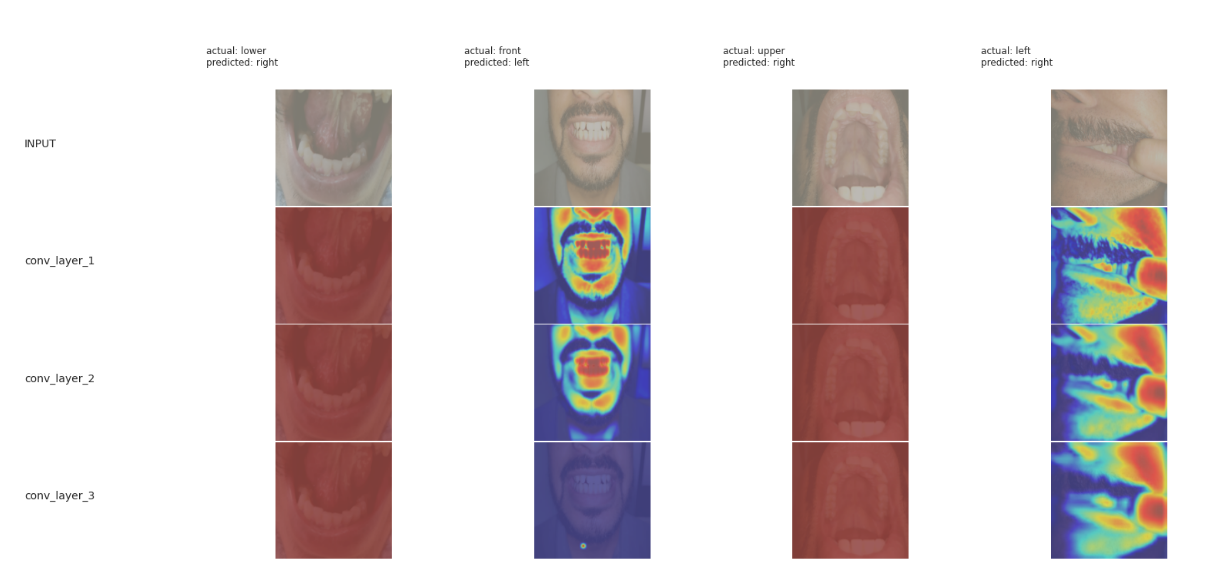 actual: lower
predicted: right
actual: front
predicted: left
actual: upper
predicted: right
actual: left
predicted: right
INPUT
conv_layer_1
conv_layer_2
conv_layer_3